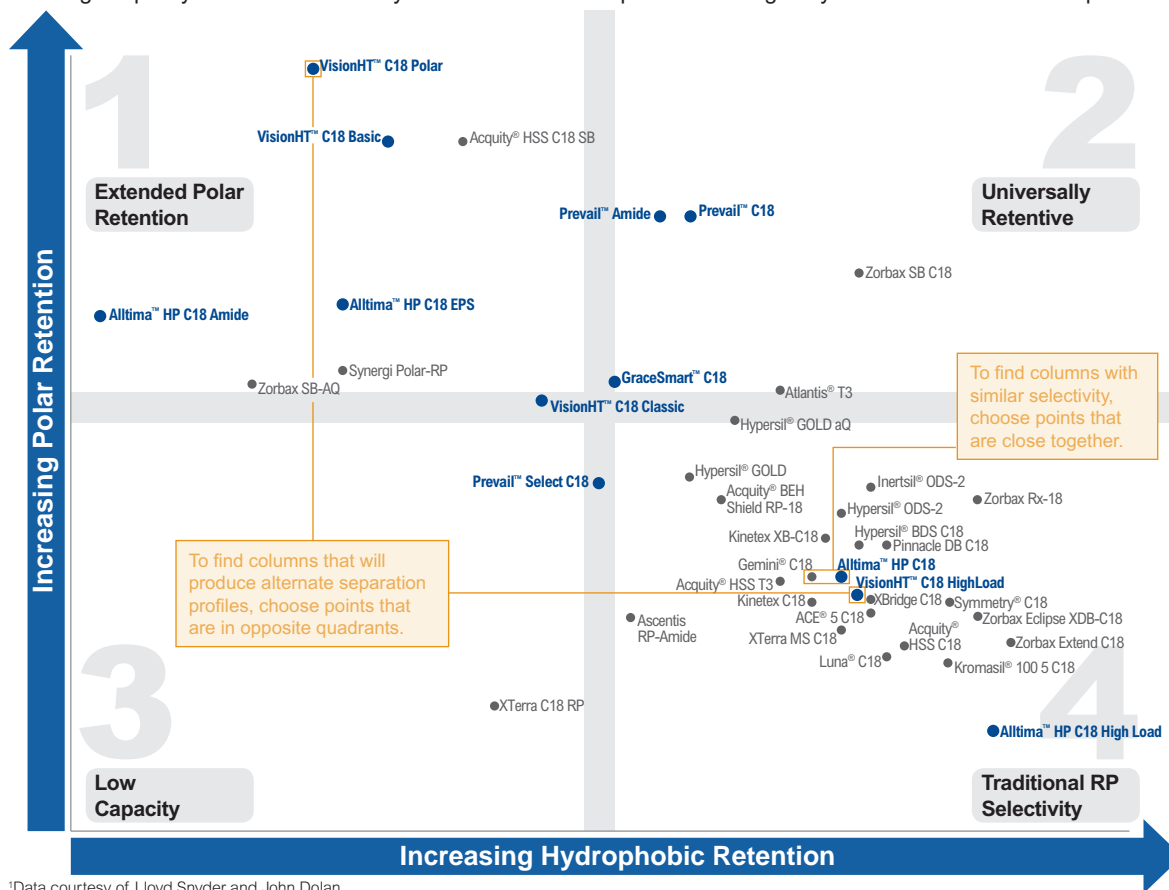 1
VisionHT™ C18 Polar
VisionHT™ C18 Basic
Acquity® HSS C18 SB
2
Extended Polar
Retention
Universally
Retentive
Prevail™ Amide
Prevail™ C18
Zorbax SB C18
Alltima™ HP C18 Amide
Alltima™ HP C18 EPS
Synergi Polar-RP
Zorbax SB-AQ
GraceSmart™ C18
Atlantis® T3
VisionHT™ C18 Classic
Hypersil® GOLD aQ
To find columns with
similar selectivity,
choose points that
are close together.
Increasing Polar Retention
Prevail™ Select C18
Hypersil® GOLD
Acquity® BEH
Shield RP-18
Inertsil® ODS-2
Zorbax Rx-18
Hypersil® ODS-2
Kinetex XB-C18
Hypersil® BDS C18
Pinnacle DB C18
Gemini® C18
Alltima™ HP C18
Acquity® HSS T3
VisionHT™ C18 HighLoad
Kinetex C18
XBridge C18
Symmetry® C18
ACE® 5 C18
Zorbax Eclipse XDB-C18
To find columns that will
produce alternate separation
profiles, choose points that
are in opposite quadrants.
Ascentis
RP-Amide
XTerra MS C18
Acquity®
HSS C18
Zorbax Extend C18
Luna® C18
Kromasil® 100 5 C18
3
XTerra C18 RP
4
Alltima™ HP C18 High Load
Low
Capacity
Traditional RP
Selectivity
Increasing Hydrophobic Retention